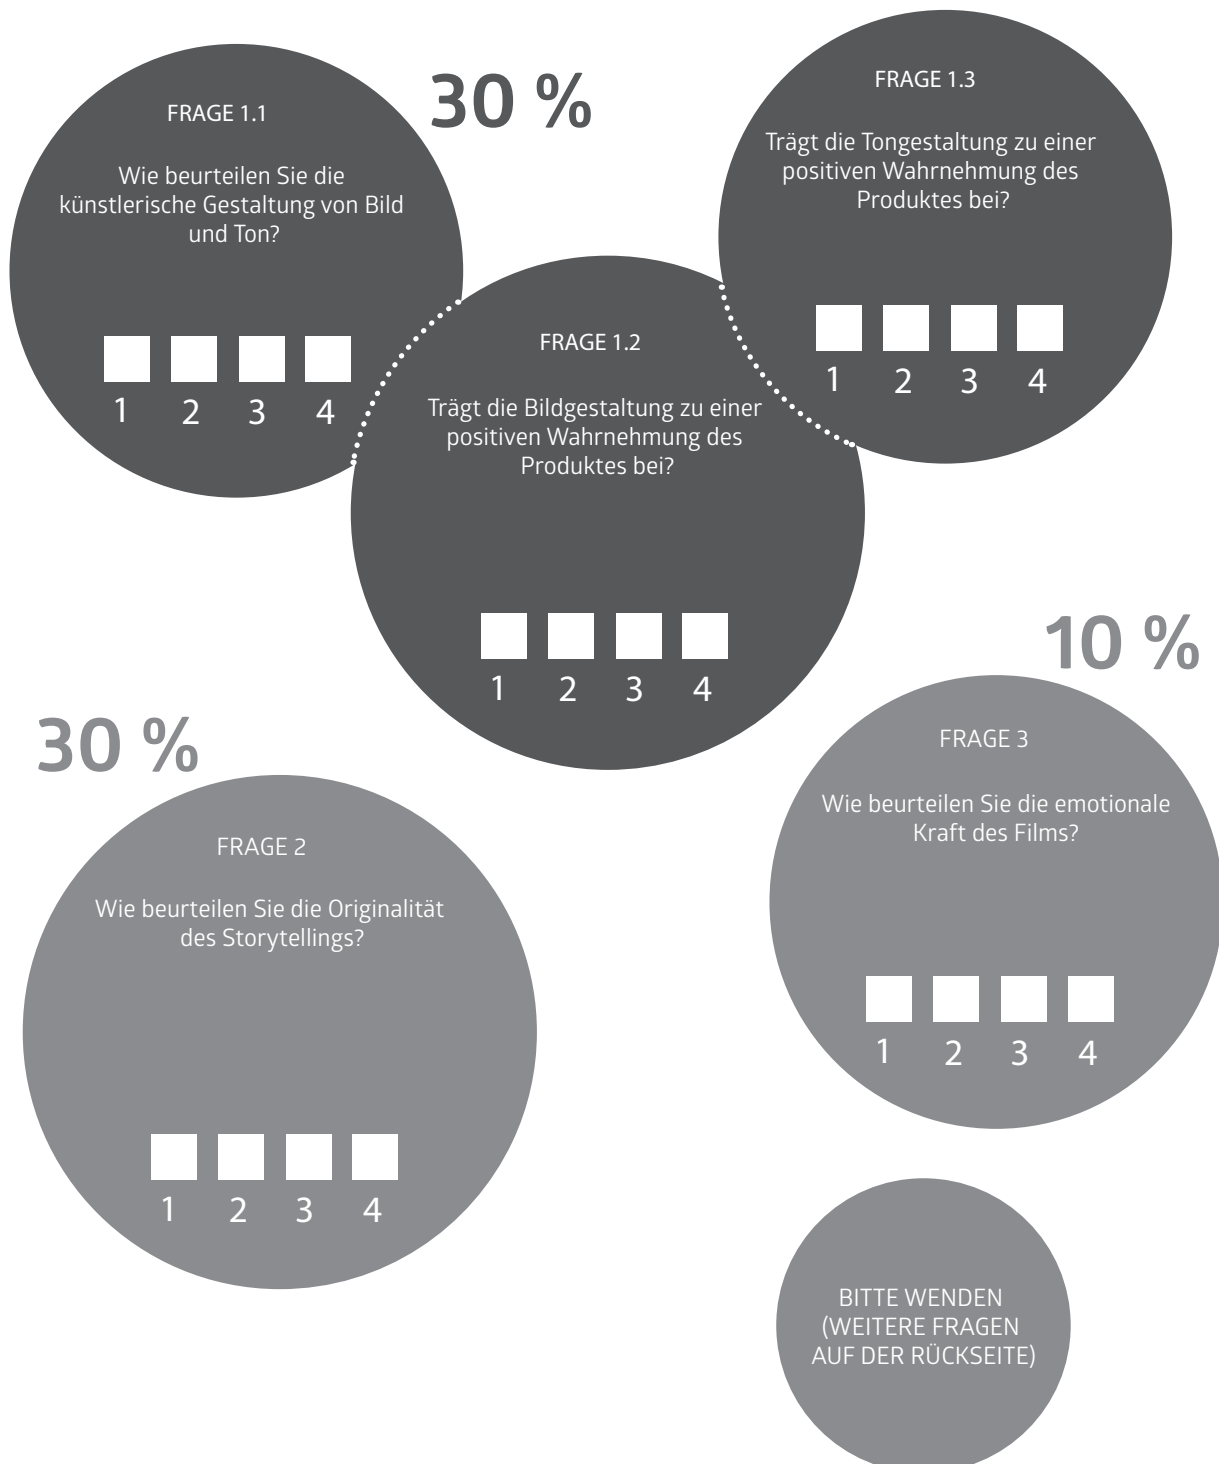 30 %
FRAGE 1.1
Wie beurteilen Sie die
künstlerische Gestaltung von Bild
und Ton?
1 2 3 4
FRAGE 1.2
Trägt die Bildgestaltung zu einer
positiven Wahrnehmung des
Produktes bei?
1 2 3 4
FRAGE 1.3
Trägt die Tongestaltung zu einer
positiven Wahrnehmung des
Produktes bei?
1 2 3 4
30 %
FRAGE 2
Wie beurteilen Sie die Originalität
des Storytellings?
1 2 3 4
10 %
FRAGE 3
Wie beurteilen Sie die emotionale
Kraft des Films?
1 2 3 4
BITTE WENDEN
(WEITERE FRAGEN
AUF DER RÜCKSEITE)